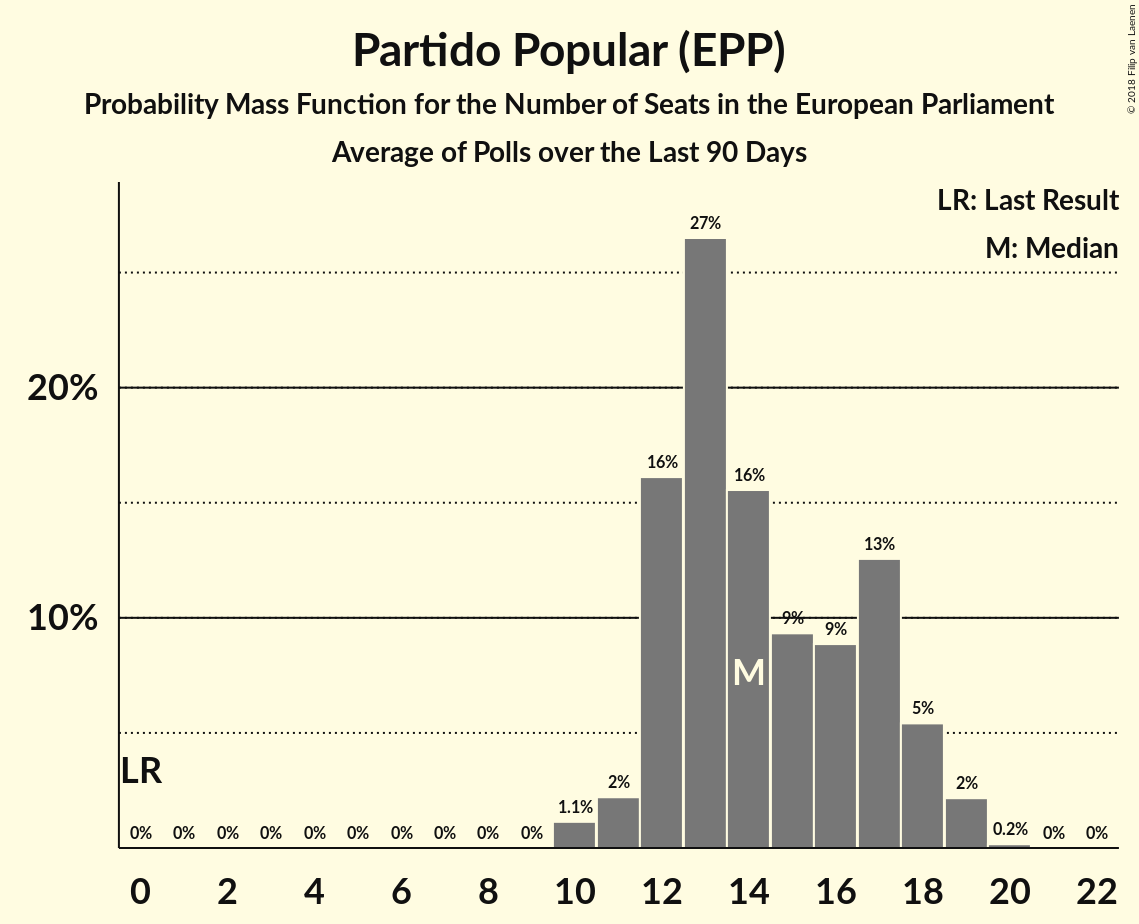 Partido Popular (EPP)
Probability Mass Function for the Number of Seats in the European Parliament
Average of Polls over the Last 90 Days
© 2018 Filip van Laenen
LR: Last Result
M: Median
27%
20%
16%
16%
13%
10%
9%
9%
M
5%
LR
2%
2%
1.1%
0% 0% 0% 0% 0% 0% 0% 0% 0% 0% 0.2% 0% 0%
0 2 4 6 8 10 12 14 16 18 20 22